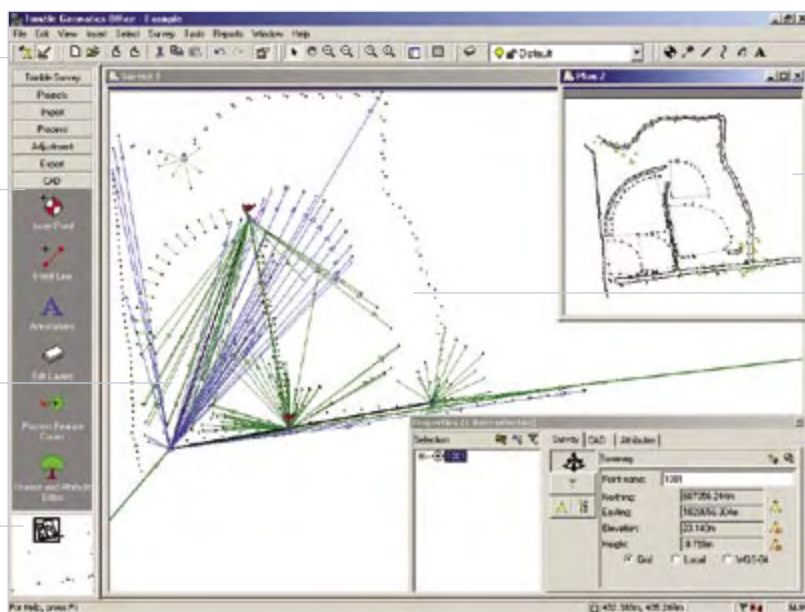 Trimble Geomatics Office - Example
File Edit View Insert Select Survey Tools Reports Window Help
Default
Trimble Survey
Projects
Import
Process
Adjustment
Export
CAD
Insert Point
Insert Line
Annotations
Edit Layers
Process Feature Codes
Feature and Attribute Editor
Survey
Plan 2
Properties
Selection
1001
Survey CAD Attributes
Summary
Point name: 1001
Northing:
Easting:
Elevation:
Height:
Grid Local WGS-84
For Help, press F1